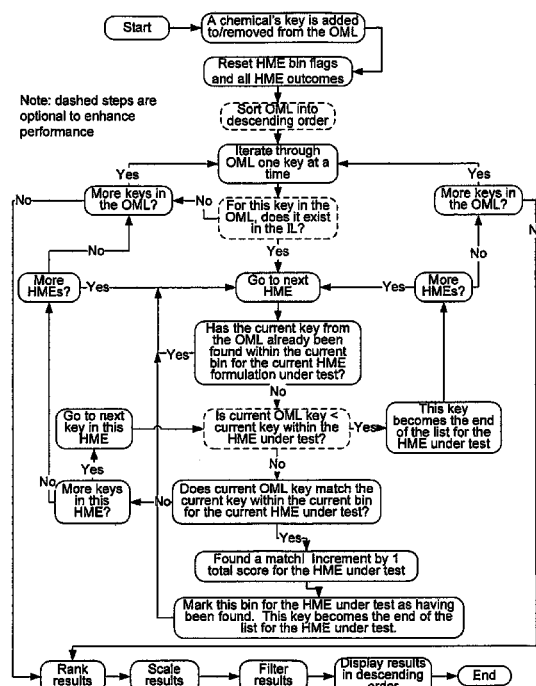 Start
A chemical's key is added
to/removed from the OML
Reset HME bin flags
and all HME outcomes
Note: dashed steps are
optional to enhance
performance
Sort OML into
descending order
Iterate through
OML one key at a
time
Yes
Yes
No
More keys in
the OML?
No
For this key in the
OML, does it exist
in the IL?
More keys in
the OML?
No
Yes
No
More
HMEs?
Yes
Go to next
HME
Yes
More
HMEs?
Has the current key from
the OML already been
found within the current
bin for the current HME
formulation under test?
Yes
No
Go to next
key in this
HME
Is current OML key <
current key within the
HME under test?
Yes
This key
becomes the end
of the list for the
HME under test
Yes
No
No
More keys
in this
HME?
No
Does current OML key match the
current key within the current bin
for the current HME under test?
Yes
Found a match! Increment by 1
total score for the HME under test
Mark this bin for the HME under test as having
been found. This key becomes the end of the
list for the HME under test.
Rank
results
Scale
results
Filter
results
Display results
in descending
order
End